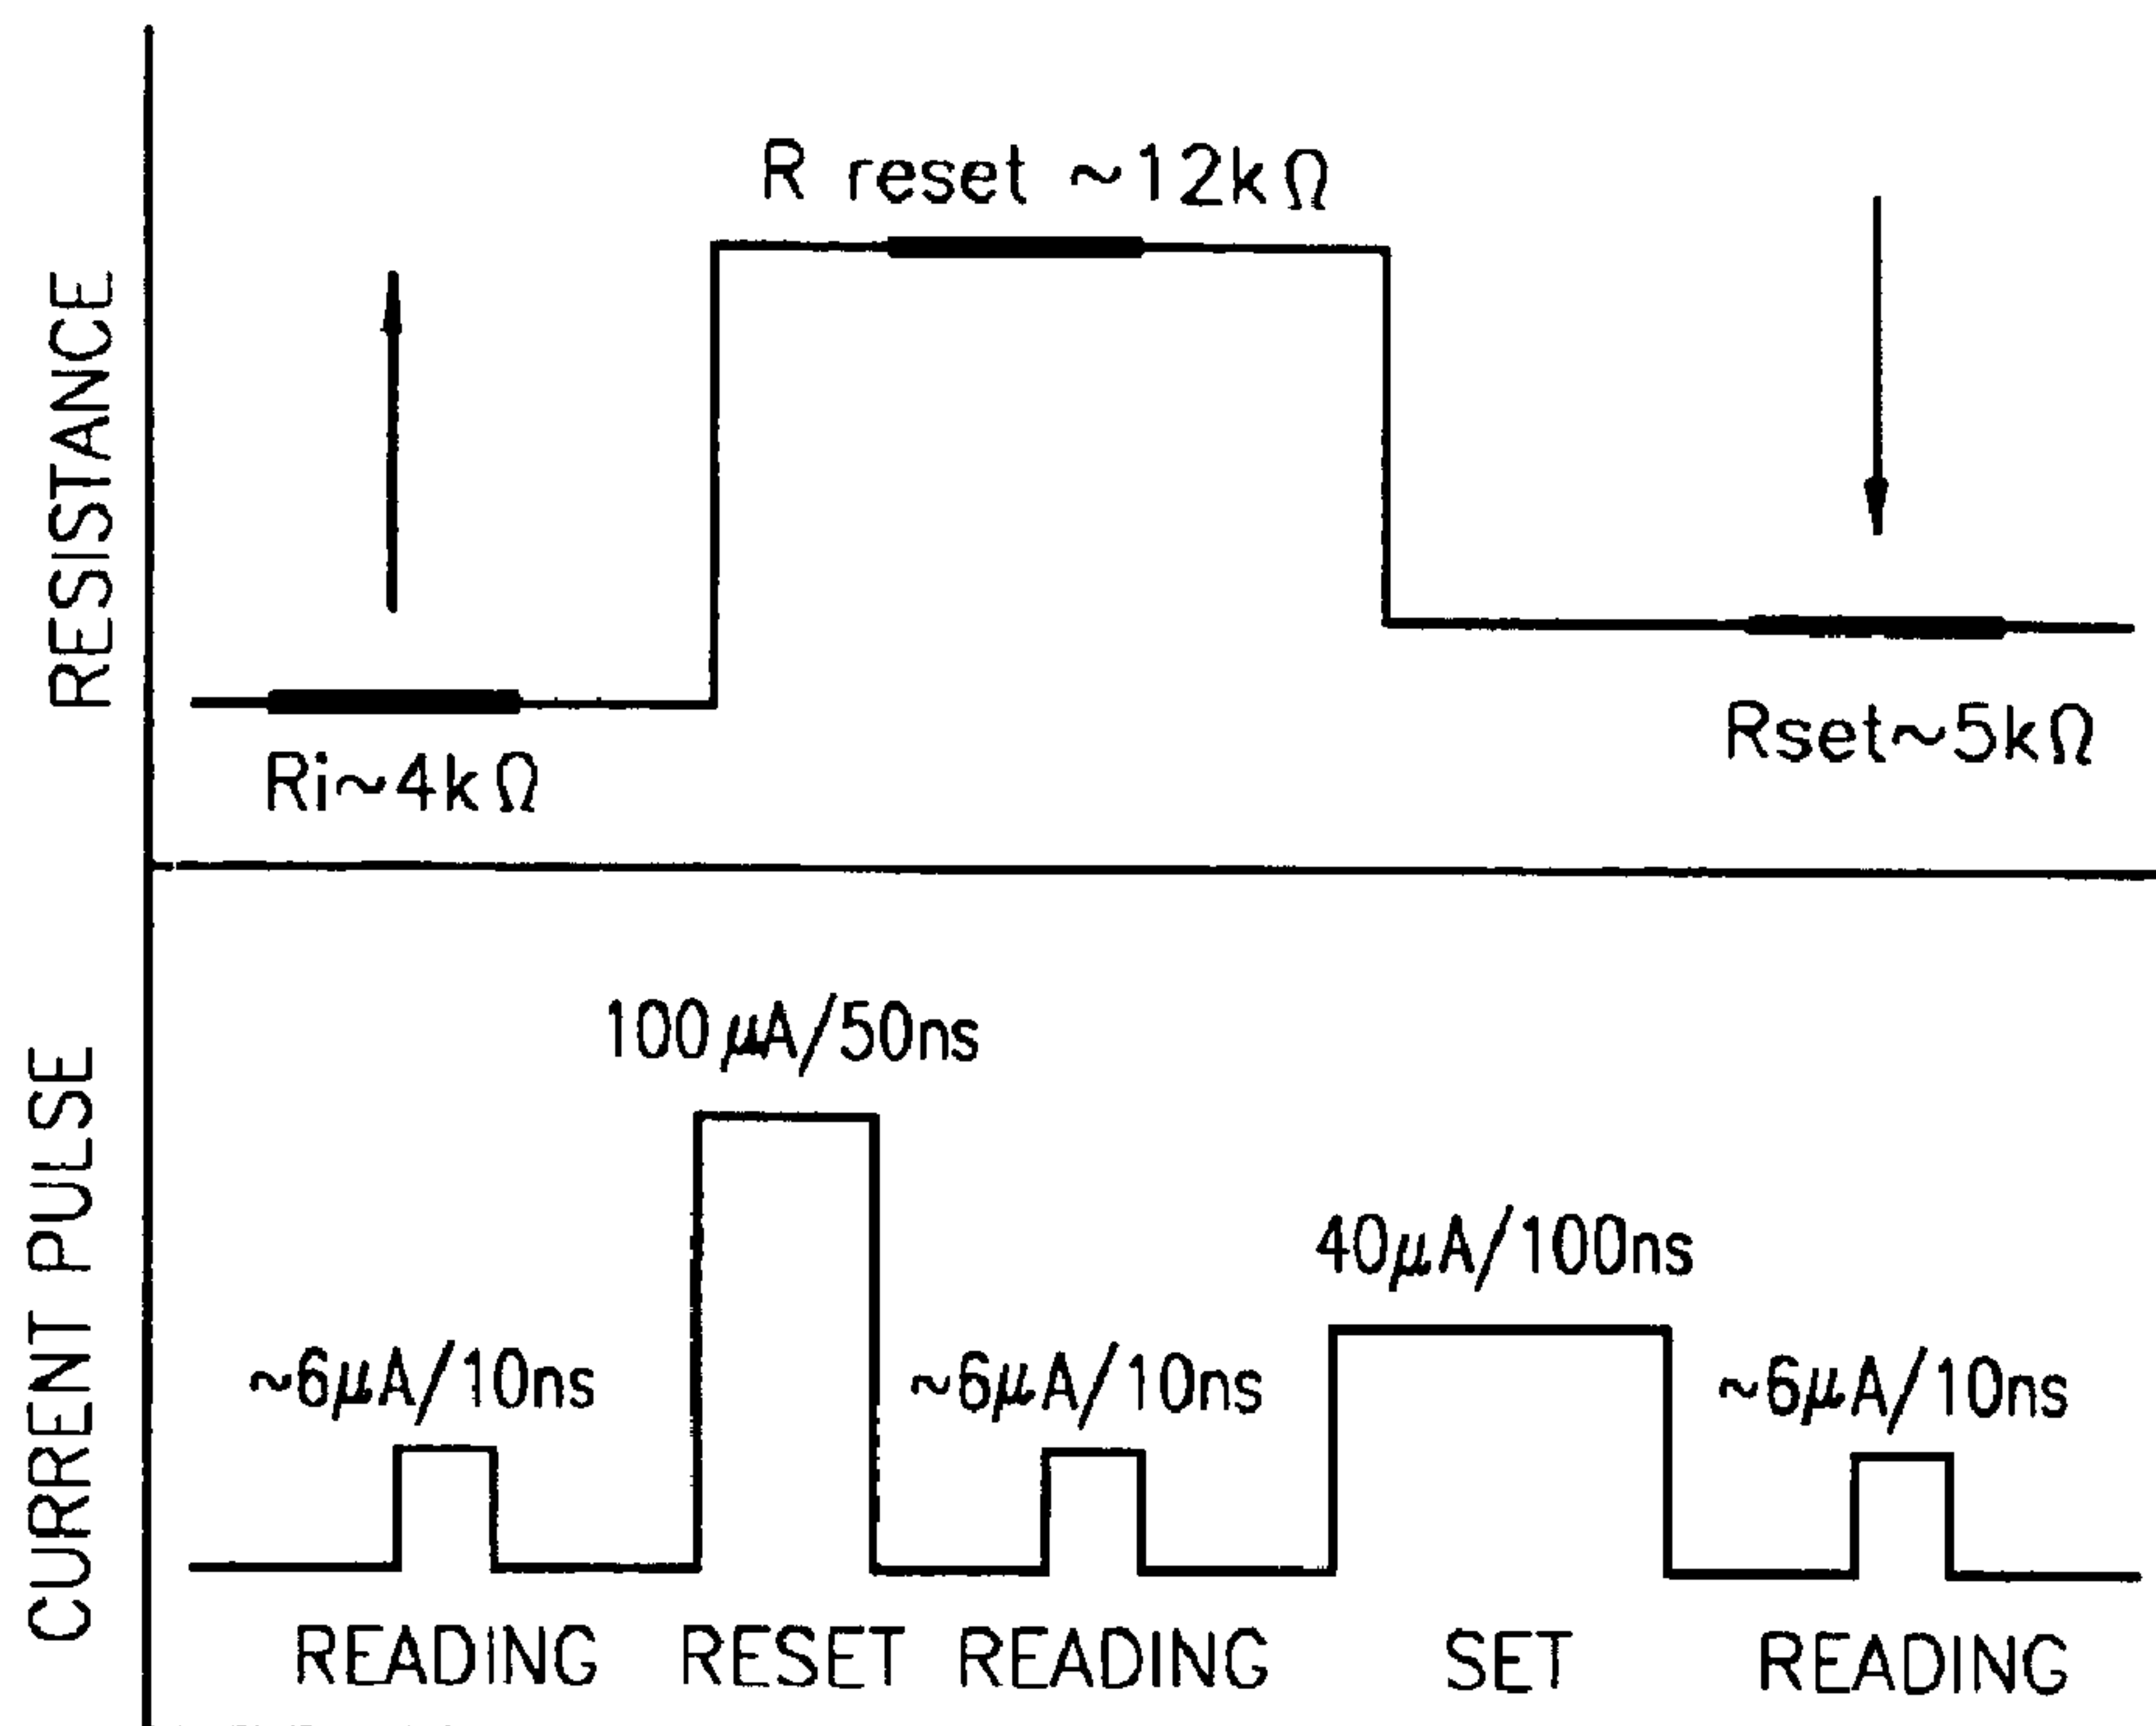 RESISTANCE
R reset ~12kΩ
Ri~4kΩ
Rset~5kΩ
CURRENT PULSE
100μA/50ns
40μA/100ns
~6μA/10ns
~6μA/10ns
~6μA/10ns
READING
RESET
READING
SET
READING